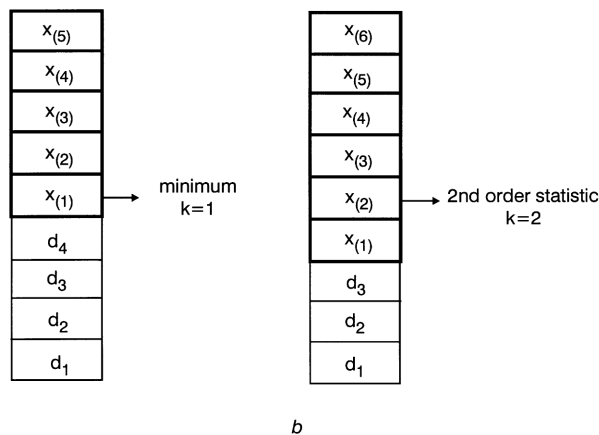 x(5)
x(4)
x(3)
x(2)
x(1)
d4
d3
d2
d1
minimum
k=1
x(6)
x(5)
x(4)
x(3)
x(2)
x(1)
d3
d2
d1
2nd order statistic
k=2
b